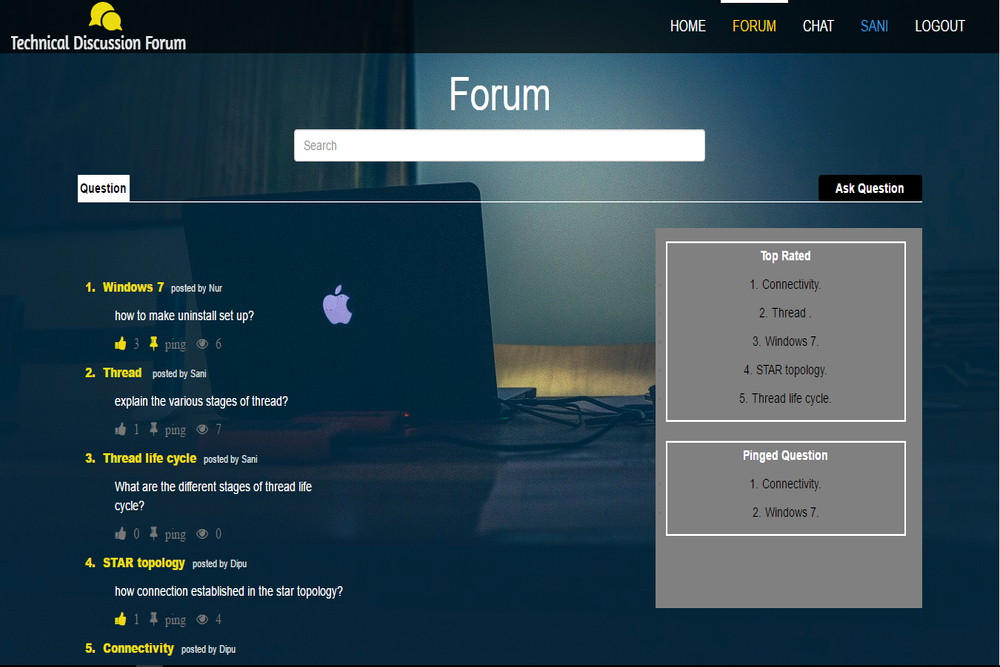 Technical Discussion Forum
HOME FORUM CHAT SANI LOGOUT
Forum
Search
Question
Ask Question
1. Windows 7 posted by Nur
how to make uninstall set up?
3 ping 6
2. Thread posted by Sani
explain the various stages of thread?
1 ping 7
3. Thread life cycle posted by Sani
What are the different stages of thread life
cycle?
0 ping 0
4. STAR topology posted by Dipu
how connection established in the star topology?
1 ping 4
5. Connectivity posted by Dipu
Top Rated
1. Connectivity.
2. Thread .
3. Windows 7.
4. STAR topology.
5. Thread life cycle.
Pinged Question
1. Connectivity.
2. Windows 7.